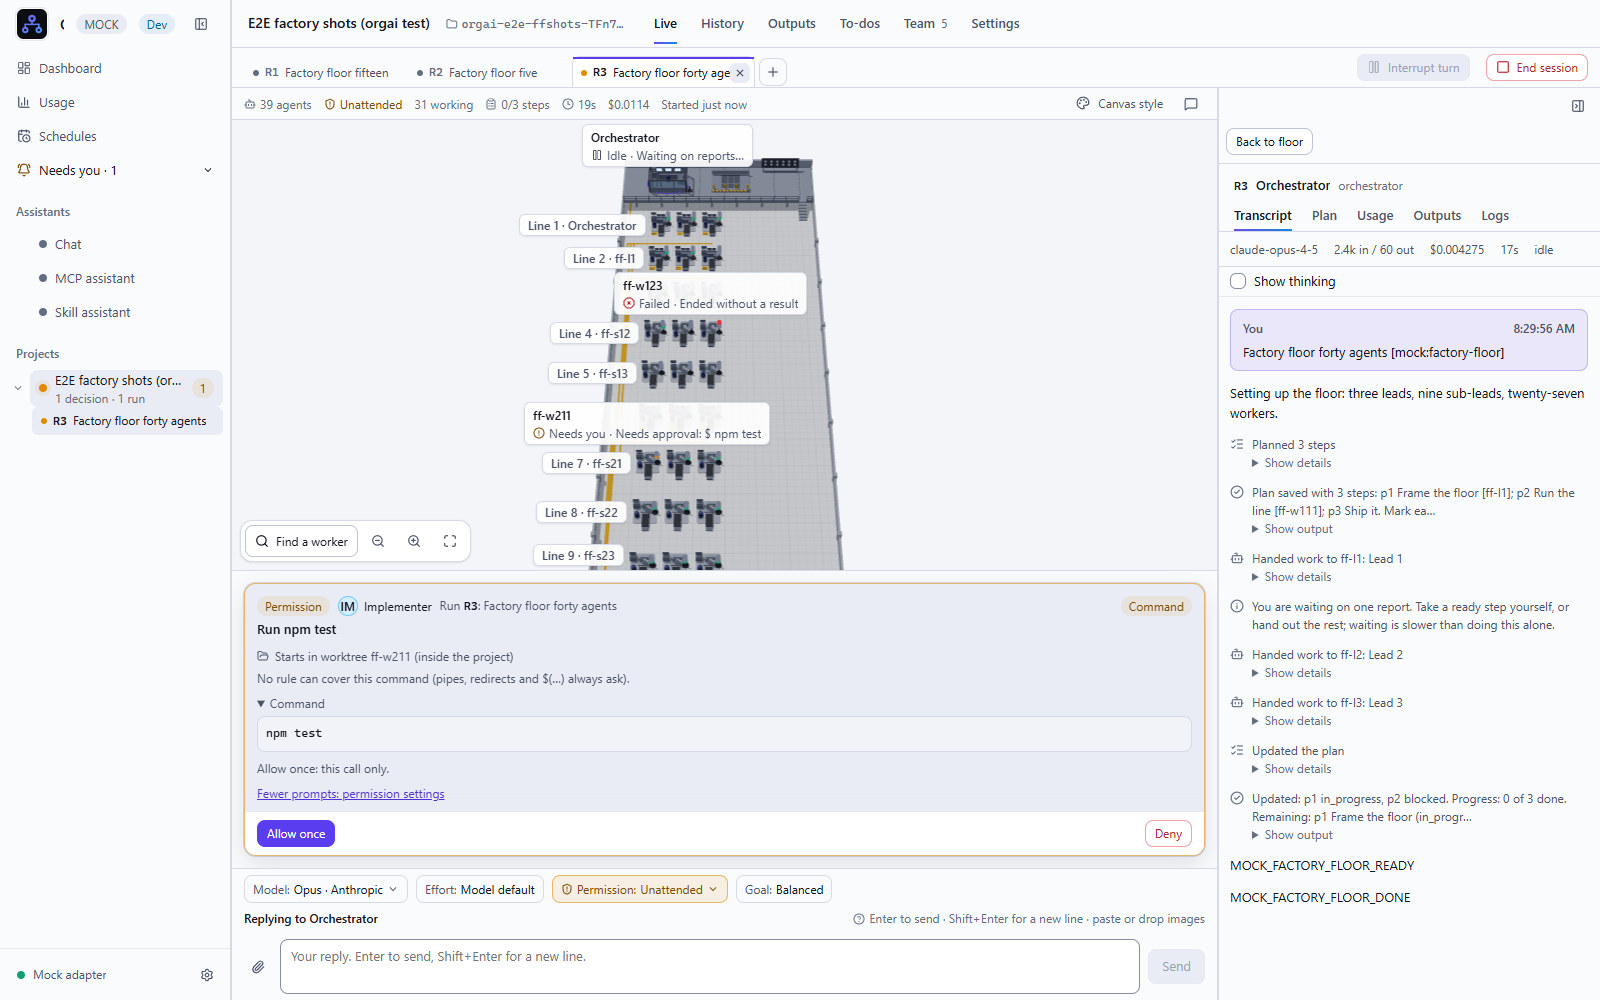 MOCK
Dev
Dashboard
Usage
Schedules
Needs you · 1
Assistants
Chat
MCP assistant
Skill assistant
Projects
E2E factory shots (or...
1 decision · 1 run
1
R3 Factory floor forty agents
Mock adapter
E2E factory shots (orgai test)
orgai-e2e-ffshots-TFn7...
Live
History
Outputs
To-dos
Team 5
Settings
R1 Factory floor fifteen
R2 Factory floor five
R3 Factory floor forty age
Interrupt turn
End session
39 agents
Unattended
31 working
0/3 steps
19s
$0.0114
Started just now
Canvas style
Orchestrator
Idle · Waiting on reports...
Line 1 · Orchestrator
Line 2 · ff-l1
ff-w123
Failed · Ended without a result
Line 4 · ff-s12
Line 5 · ff-s13
ff-w211
Needs you · Needs approval: $ npm test
Line 7 · ff-s21
Line 8 · ff-s22
Line 9 · ff-s23
Find a worker
Permission
IM
Implementer
Run R3: Factory floor forty agents
Command
Run npm test
Starts in worktree ff-w211 (inside the project)
No rule can cover this command (pipes, redirects and $(...) always ask).
Command
npm test
Allow once: this call only.
Fewer prompts: permission settings
Allow once
Deny
Model: Opus · Anthropic
Effort: Model default
Permission: Unattended
Goal: Balanced
Replying to Orchestrator
Enter to send · Shift+Enter for a new line · paste or drop images
Your reply. Enter to send, Shift+Enter for a new line.
Send
Back to floor
R3 Orchestrator orchestrator
Transcript
Plan
Usage
Outputs
Logs
claude-opus-4-5
2.4k in / 60 out
$0.004275
17s
idle
Show thinking
You
8:29:56 AM
Factory floor forty agents [mock:factory-floor]
Setting up the floor: three leads, nine sub-leads, twenty-seven
workers.
Planned 3 steps
Show details
Plan saved with 3 steps: p1 Frame the floor [ff-l1]; p2 Run the
line [ff-w111]; p3 Ship it. Mark ea...
Show output
Handed work to ff-l1: Lead 1
Show details
You are waiting on one report. Take a ready step yourself, or
hand out the rest; waiting is slower than doing this alone.
Handed work to ff-l2: Lead 2
Show details
Handed work to ff-l3: Lead 3
Show details
Updated the plan
Show details
Updated: p1 in_progress, p2 blocked. Progress: 0 of 3 done.
Remaining: p1 Frame the floor (in_progr...
Show output
MOCK_FACTORY_FLOOR_READY
MOCK_FACTORY_FLOOR_DONE